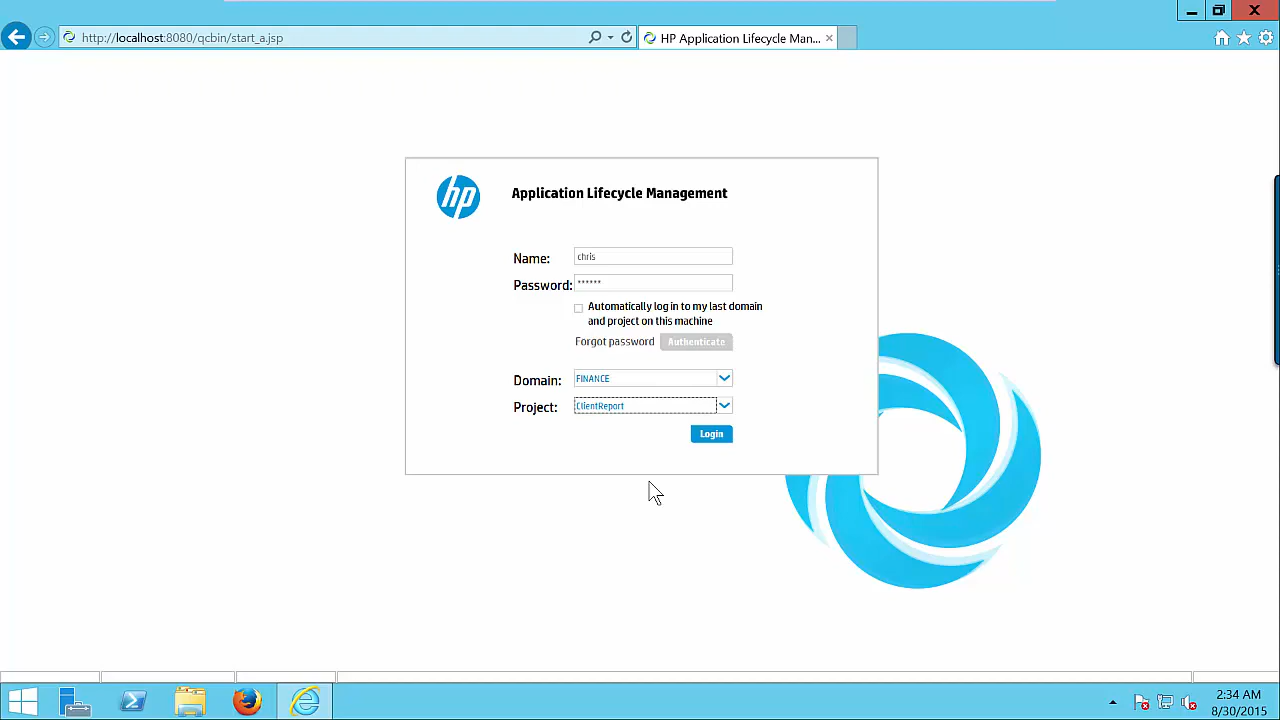 http://localhost:8080/qcbin/start_a.jsp
HP Application Lifecycle Man...
hp
Application Lifecycle Management
Name: chris
Password: ******
Automatically log in to my last domain
and project on this machine
Forgot password Authenticate
Domain: FINANCE
Project: ClientReport
Login
2:34 AM
8/30/2015